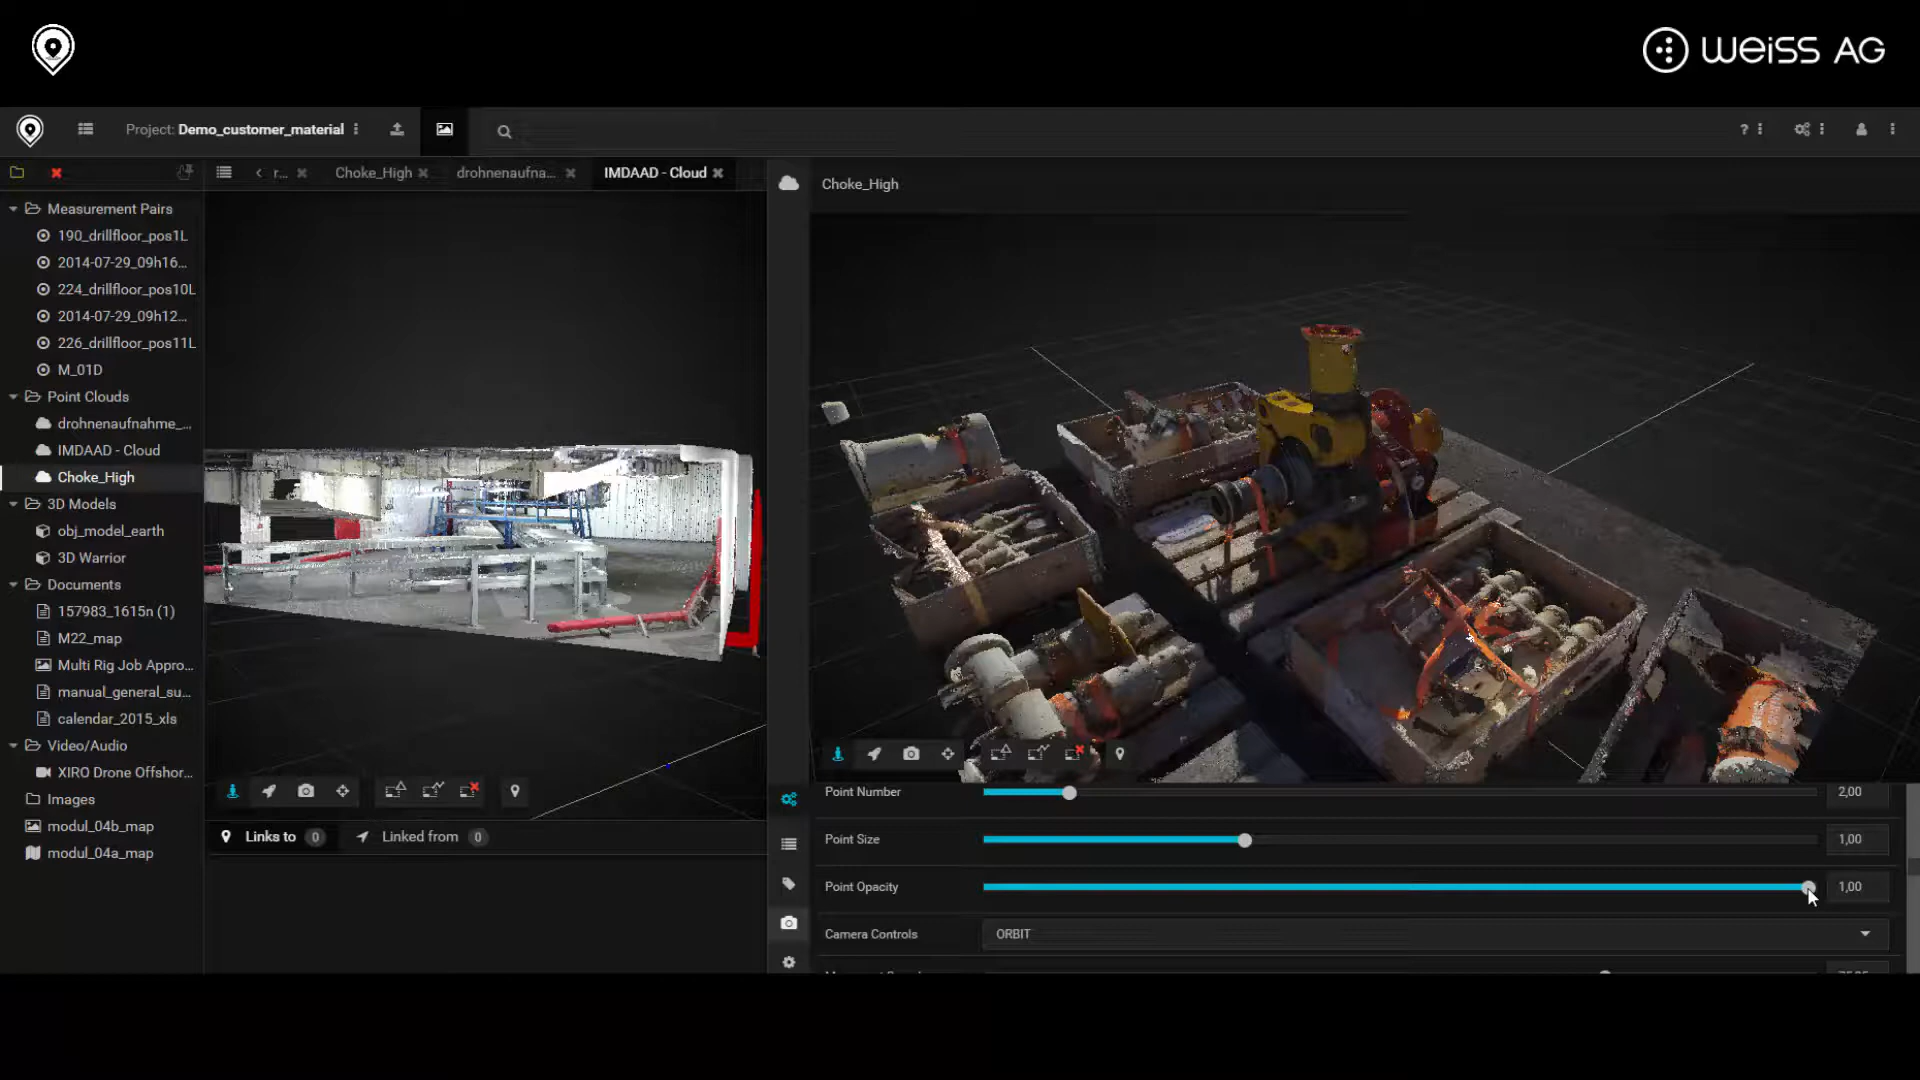 weiss AG
Project: Demo_customer_material
?
r...
Choke_High
drohnenaufna...
IMDAAD - Cloud
Choke_High
Measurement Pairs
190_drillfloor_pos1L
2014-07-29_09h16...
224_drillfloor_pos10L
2014-07-29_09h12...
226_drillfloor_pos11L
M_01D
Point Clouds
drohnenaufnahme_...
IMDAAD - Cloud
Choke_High
3D Models
obj_model_earth
3D Warrior
Documents
157983_1615n (1)
M22_map
Multi Rig Job Appro...
manual_general_su...
calendar_2015_xls
Video/Audio
XIRO Drone Offshor...
Images
modul_04b_map
modul_04a_map
Links to 0
Linked from 0
Point Number 2,00
Point Size 1,00
Point Opacity 1,00
Camera Controls ORBIT